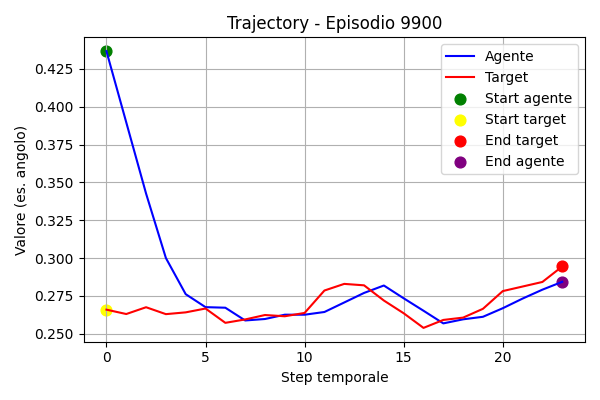 Trajectory - Episodio 9900
Valore (es. angolo)
0.425
0.400
0.375
0.350
0.325
0.300
0.275
0.250
Agente
Target
Start agente
Start target
End target
End agente
0 5 10 15 20
Step temporale